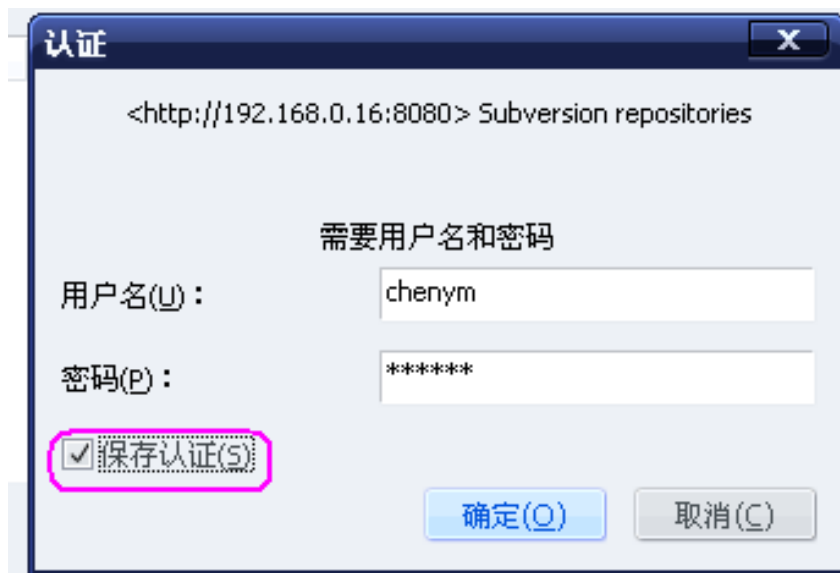 认证
X
<http://192.168.0.16:8080> Subversion repositories
需要用户名和密码
用户名(U)： chenym
密码(P)： ******
保存认证(S)
确定(O) 取消(C)